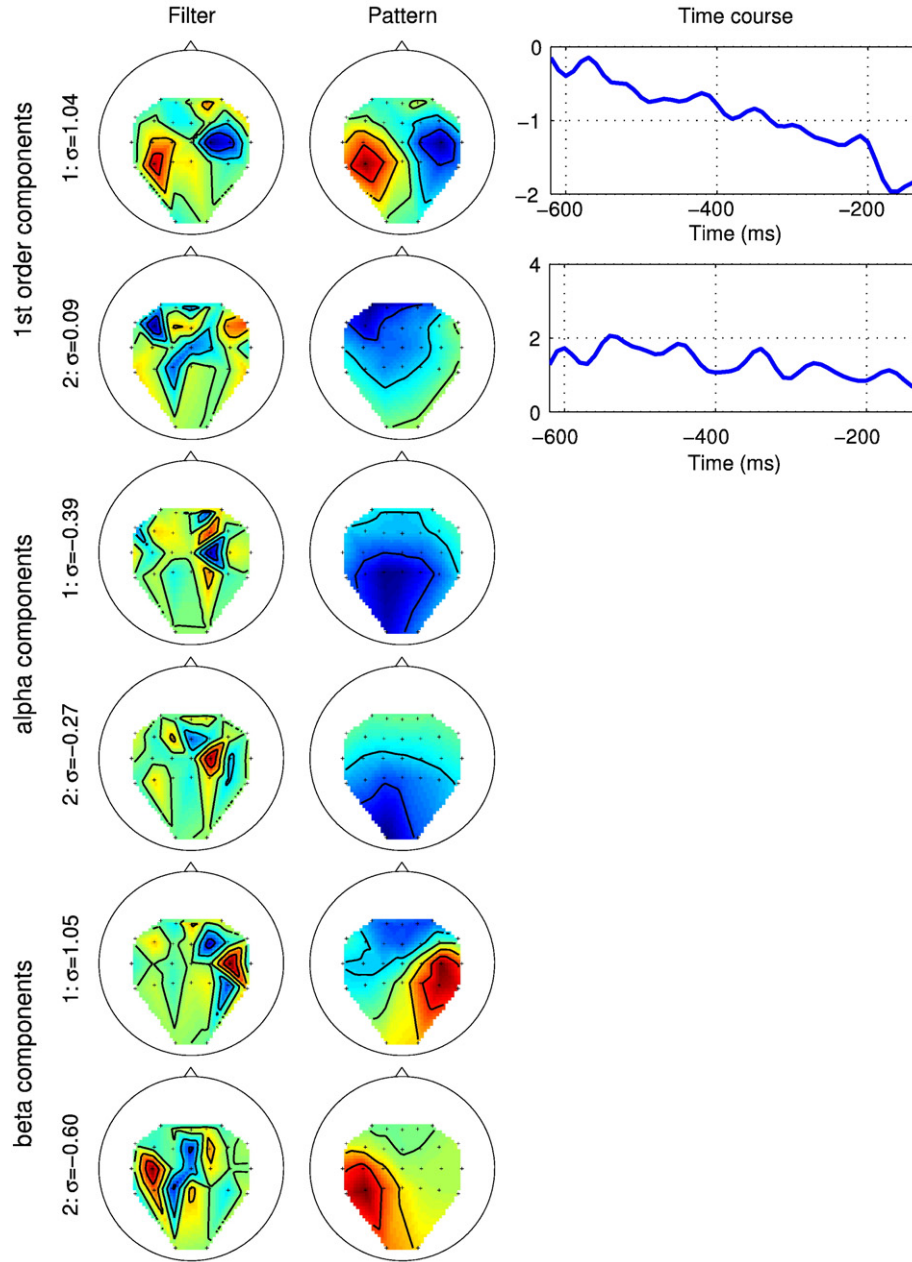 Filter Pattern Time course
1st order components
1: σ=1.04
0
−1
−2
−600 −400 −200
Time (ms)
2: σ=0.09
4
2
0
−600 −400 −200
Time (ms)
alpha components
1: σ=−0.39
2: σ=−0.27
beta components
1: σ=1.05
2: σ=−0.60